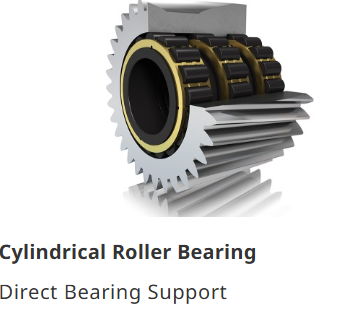 Cylindrical Roller Bearing
Direct Bearing Support